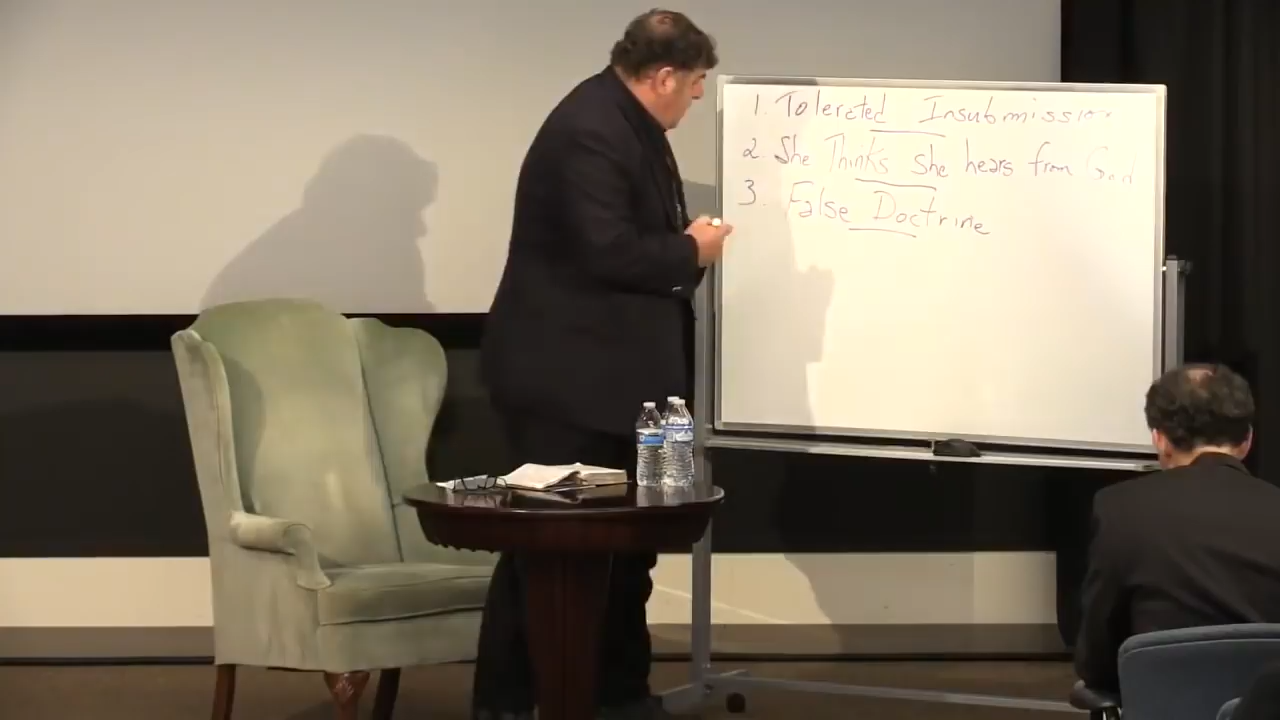 1. Tolerated Insubmission
2. She Thinks she hears from God
3. False Doctrine